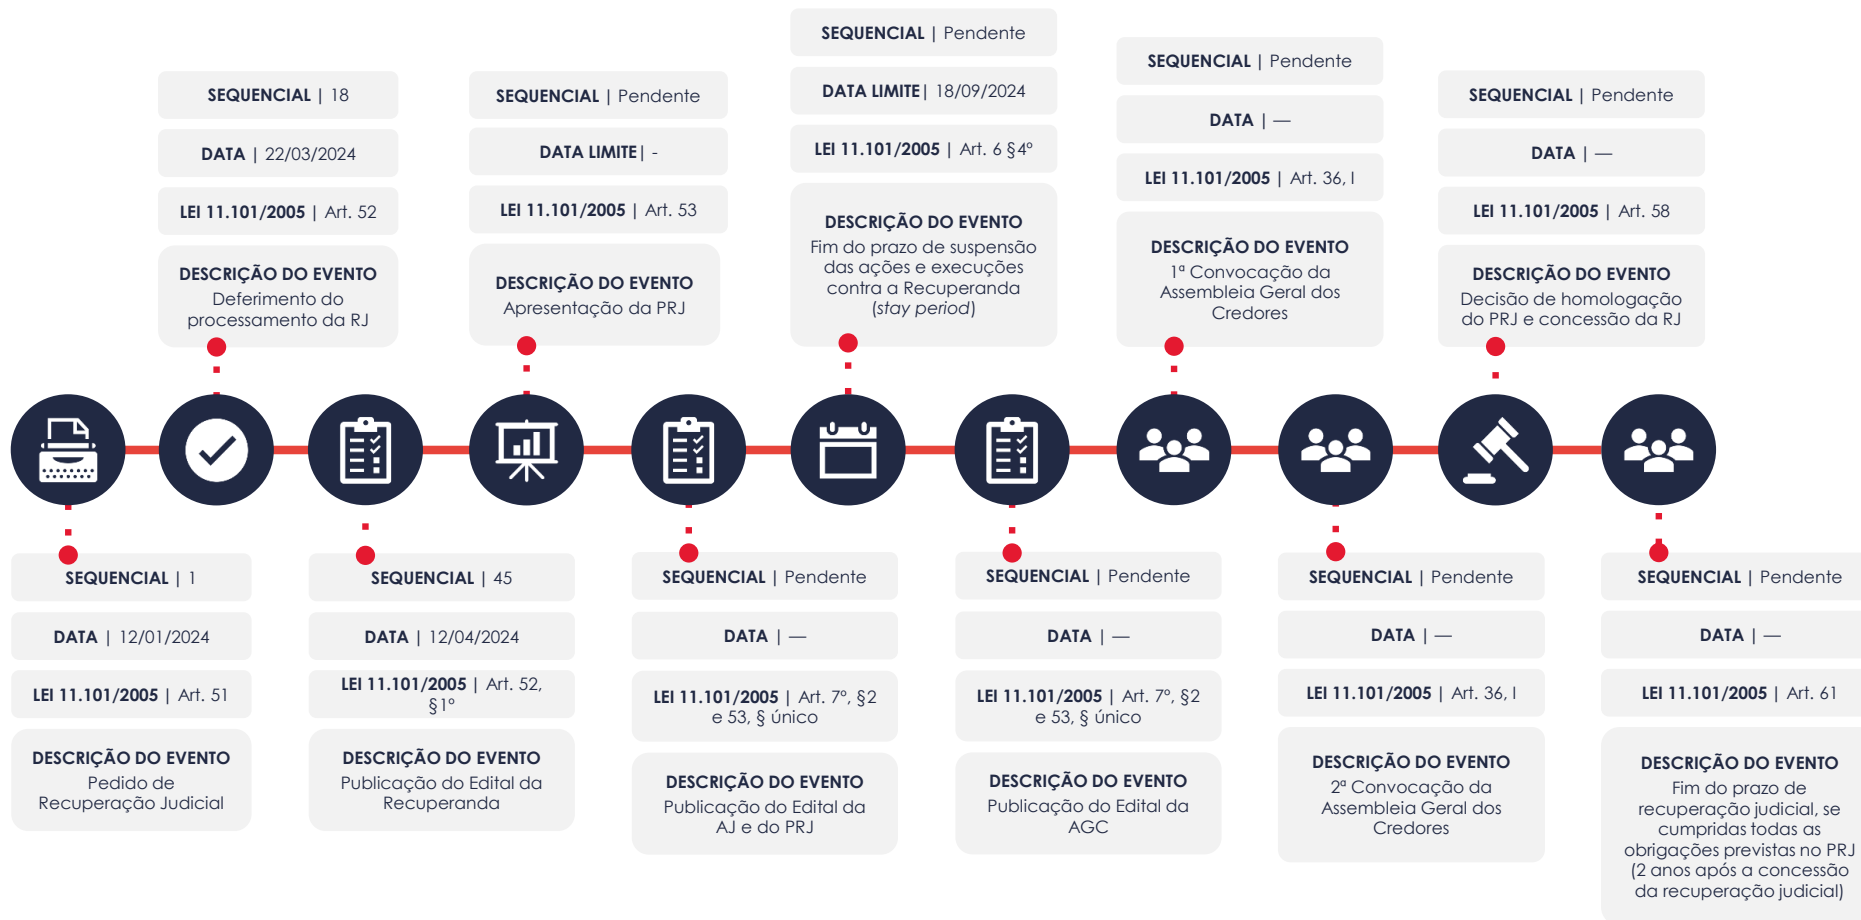 SEQUENCIAL | 1
DATA | 12/01/2024
LEI 11.101/2005 | Art. 51
DESCRIÇÃO DO EVENTO
Pedido de
Recuperação Judicial
SEQUENCIAL | 18
DATA | 22/03/2024
LEI 11.101/2005 | Art. 52
DESCRIÇÃO DO EVENTO
Deferimento do
processamento da RJ
SEQUENCIAL | 45
DATA | 12/04/2024
LEI 11.101/2005 | Art. 52,
§1º
DESCRIÇÃO DO EVENTO
Publicação do Edital da
Recuperanda
SEQUENCIAL | Pendente
DATA LIMITE| -
LEI 11.101/2005 | Art. 53
DESCRIÇÃO DO EVENTO
Apresentação da PRJ
SEQUENCIAL | Pendente
DATA | —
LEI 11.101/2005 | Art. 7º, §2
e 53, § único
DESCRIÇÃO DO EVENTO
Publicação do Edital da
AJ e do PRJ
SEQUENCIAL | Pendente
DATA LIMITE| 18/09/2024
LEI 11.101/2005 | Art. 6 §4º
DESCRIÇÃO DO EVENTO
Fim do prazo de suspensão
das ações e execuções
contra a Recuperanda
(stay period)
SEQUENCIAL | Pendente
DATA | —
LEI 11.101/2005 | Art. 7º, §2
e 53, § único
DESCRIÇÃO DO EVENTO
Publicação do Edital da
AGC
SEQUENCIAL | Pendente
DATA | —
LEI 11.101/2005 | Art. 36, I
DESCRIÇÃO DO EVENTO
1ª Convocação da
Assembleia Geral dos
Credores
SEQUENCIAL | Pendente
DATA | —
LEI 11.101/2005 | Art. 36, I
DESCRIÇÃO DO EVENTO
2ª Convocação da
Assembleia Geral dos
Credores
SEQUENCIAL | Pendente
DATA | —
LEI 11.101/2005 | Art. 58
DESCRIÇÃO DO EVENTO
Decisão de homologação
do PRJ e concessão da RJ
SEQUENCIAL | Pendente
DATA | —
LEI 11.101/2005 | Art. 61
DESCRIÇÃO DO EVENTO
Fim do prazo de
recuperação judicial, se
cumpridas todas as
obrigações previstas no PRJ
(2 anos após a concessão
da recuperação judicial)